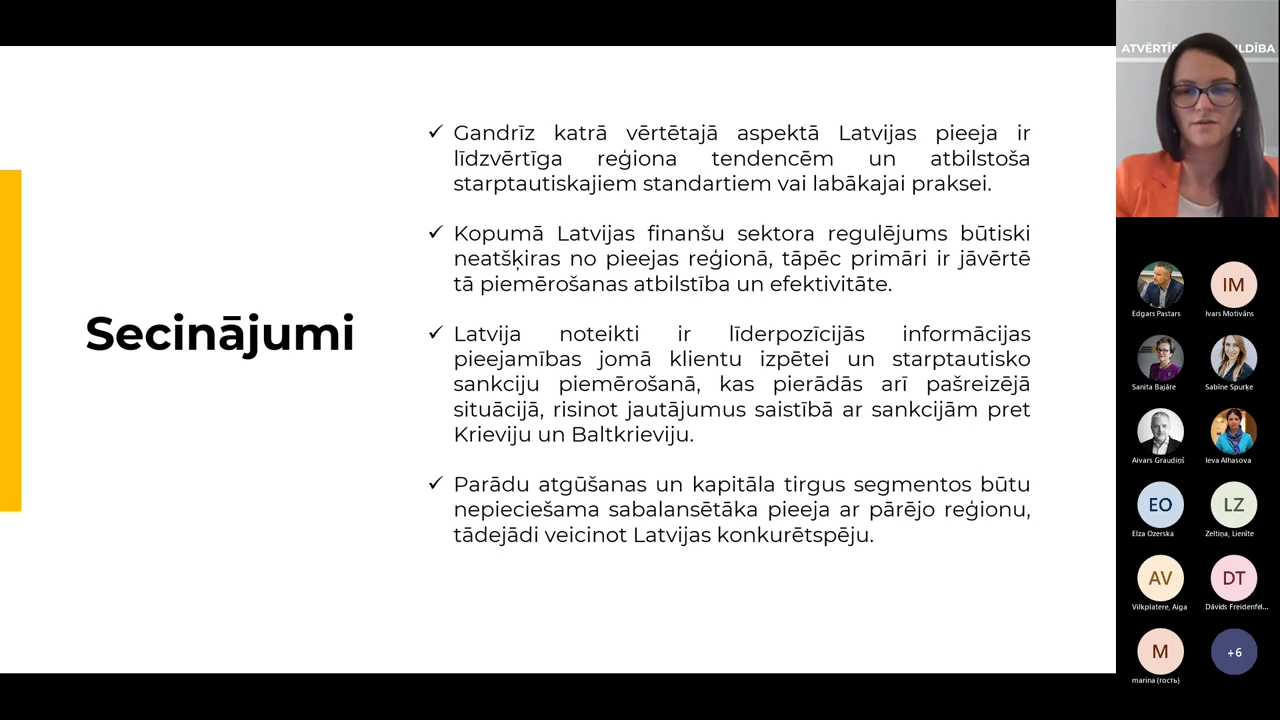 Secinājumi
✓ Gandrīz katrā vērtētajā aspektā Latvijas pieeja ir
līdzvērtīga reģiona tendencēm un atbilstoša
starptautiskajiem standartiem vai labākajai praksei.
✓ Kopumā Latvijas finanšu sektora regulējums būtiski
neatšķiras no pieejas reģionā, tāpēc primāri ir jāvērtē
tā piemērošanas atbilstība un efektivitāte.
✓ Latvija noteikti ir līderpozīcijās informācijas
pieejamības jomā klientu izpētei un starptautisko
sankciju piemērošanā, kas pierādās arī pašreizējā
situācijā, risinot jautājumus saistībā ar sankcijām pret
Krieviju un Baltkrieviju.
✓ Parādu atgūšanas un kapitāla tirgus segmentos būtu
nepieciešama sabalansētāka pieeja ar pārējo reģionu,
tādejādi veicinot Latvijas konkurētspēju.
Edgars Pastars
IM
Ivars Motivāns
Sanita Bajāre
Sabīne Spurķe
Aivars Graudiņš
Ieva Alhasova
EO
Elza Ozerska
LZ
Zeltiņa, Lienīte
AV
Vilkplatere, Aiga
DT
Dāvids Freidenfel...
M
marina (гость)
+6